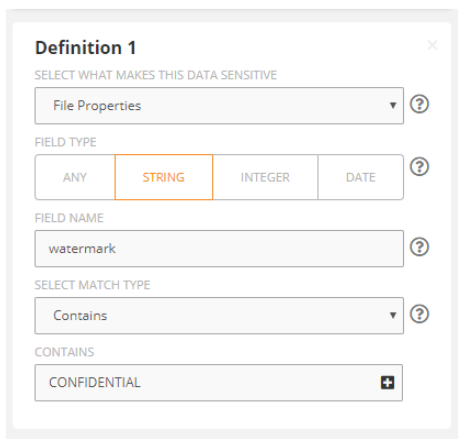 Definition 1
SELECT WHAT MAKES THIS DATA SENSITIVE
File Properties
FIELD TYPE
ANY STRING INTEGER DATE
FIELD NAME
watermark
SELECT MATCH TYPE
Contains
CONTAINS
CONFIDENTIAL